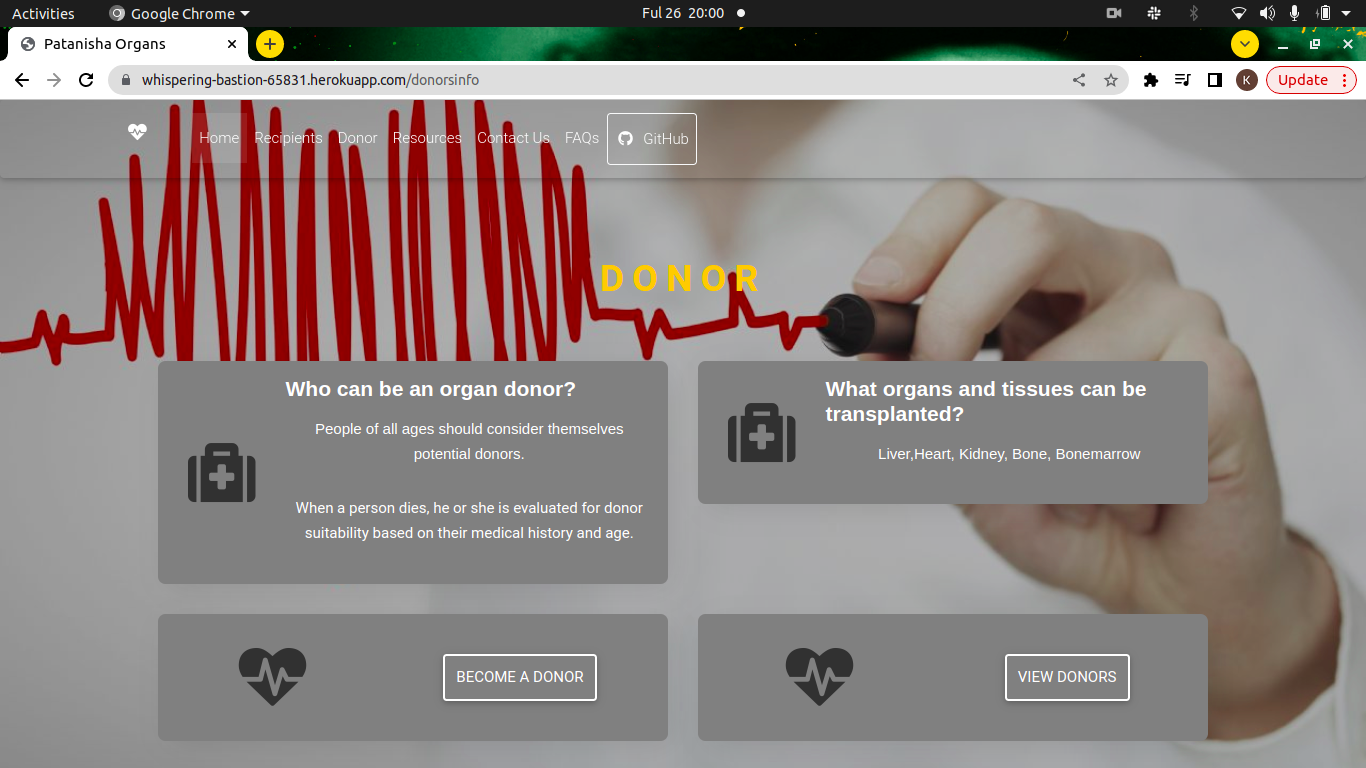 Activities Google Chrome Ful 26 20:00
Patanisha Organs
whispering-bastion-65831.herokuapp.com/donorsinfo K Update
Home Recipients Donor Resources Contact Us FAQs GitHub
DONOR
Who can be an organ donor?
People of all ages should consider themselves
potential donors.
When a person dies, he or she is evaluated for donor
suitability based on their medical history and age.
What organs and tissues can be
transplanted?
Liver,Heart, Kidney, Bone, Bonemarrow
BECOME A DONOR
VIEW DONORS